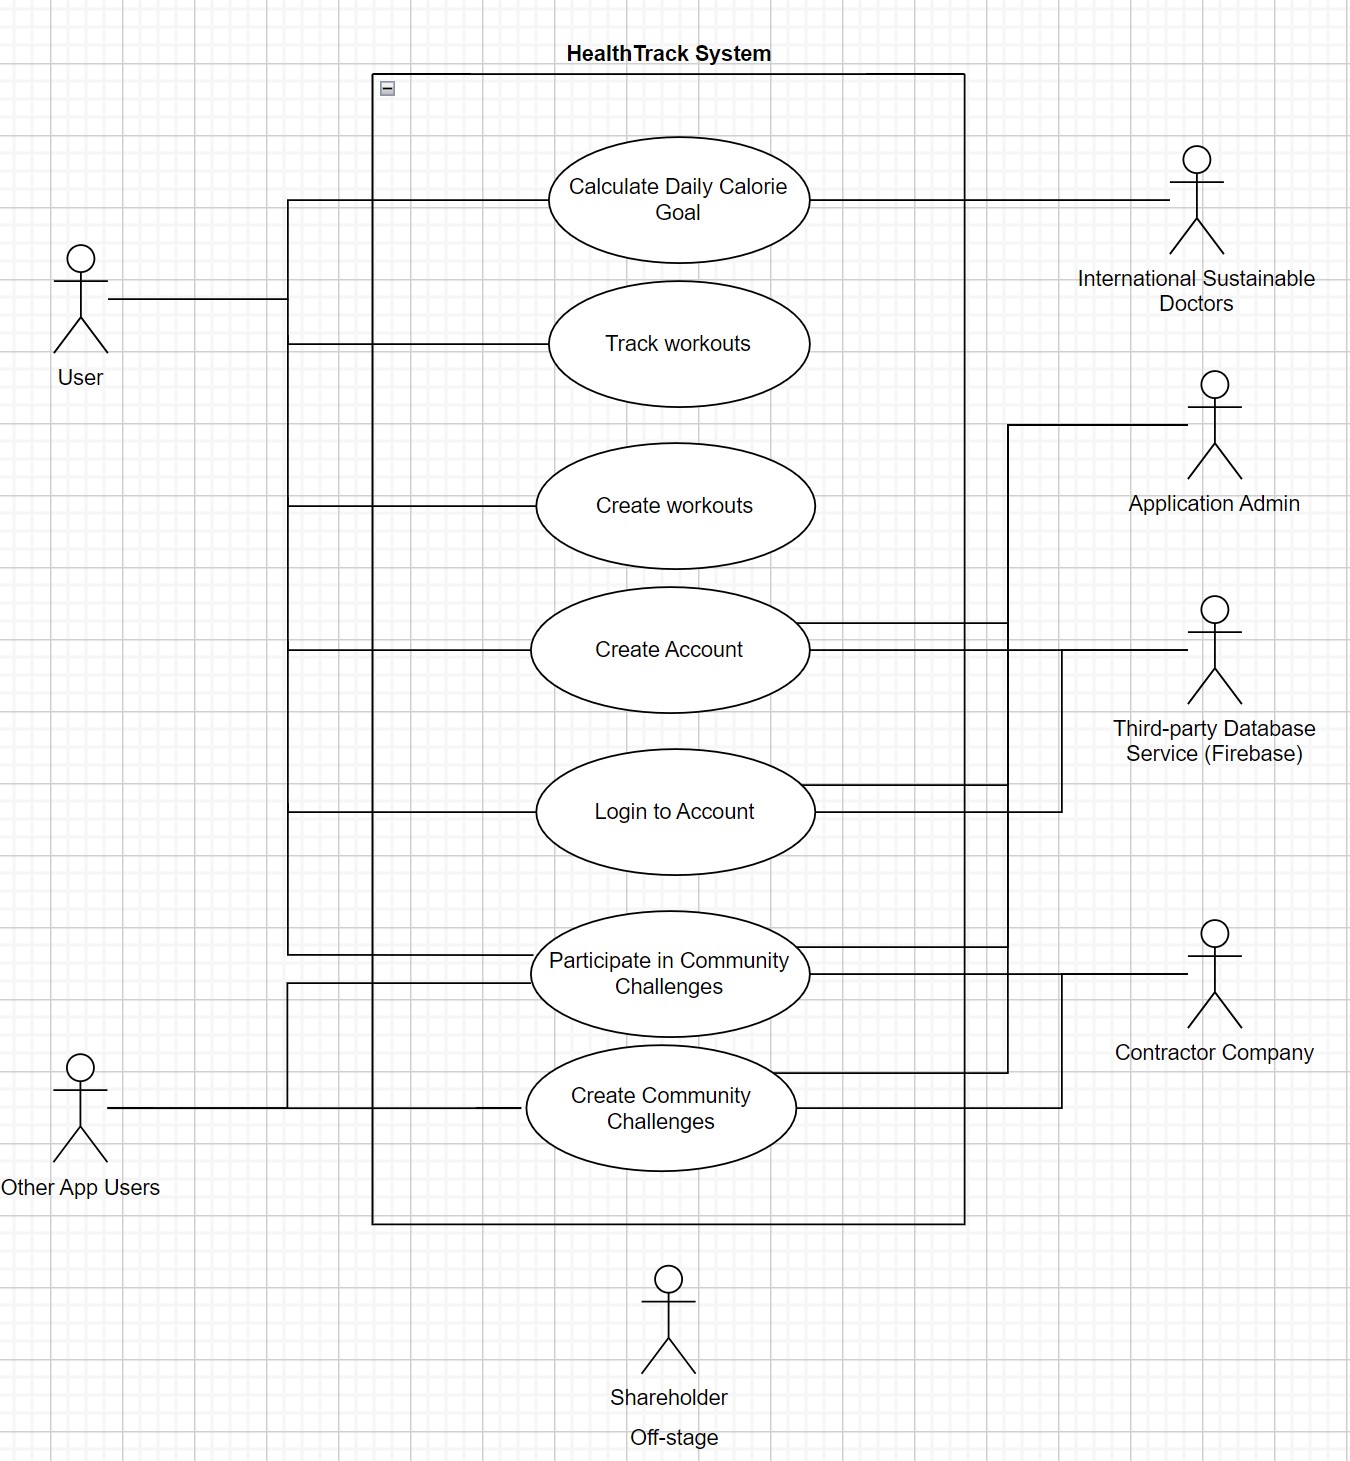 HealthTrack System
Calculate Daily Calorie
Goal
International Sustainable
Doctors
Track workouts
User
Create workouts
Application Admin
Create Account
Third-party Database
Service (Firebase)
Login to Account
Participate in Community
Challenges
Contractor Company
Create Community
Challenges
Other App Users
Shareholder
Off-stage